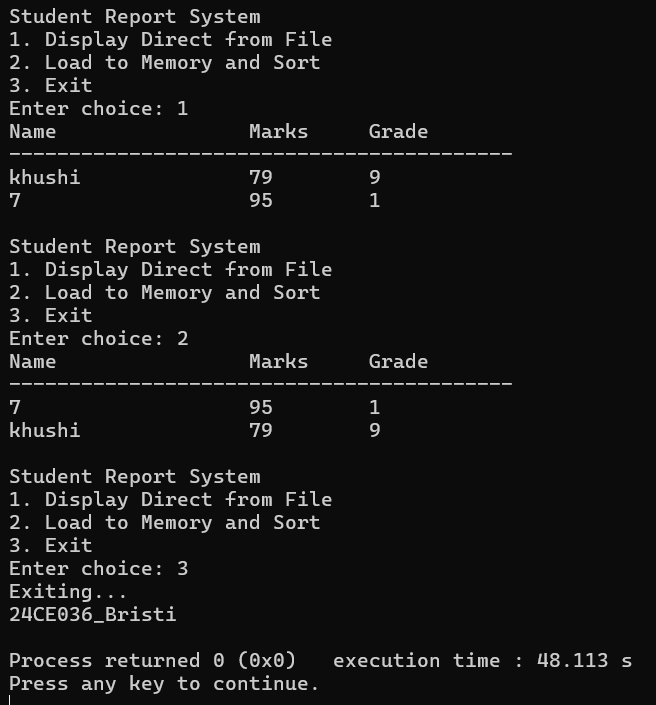 Student Report System
1. Display Direct from File
2. Load to Memory and Sort
3. Exit
Enter choice: 1
Name                Marks     Grade
------------------------------------------
khushi              79        9
7                   95        1

Student Report System
1. Display Direct from File
2. Load to Memory and Sort
3. Exit
Enter choice: 2
Name                Marks     Grade
------------------------------------------
7                   95        1
khushi              79        9

Student Report System
1. Display Direct from File
2. Load to Memory and Sort
3. Exit
Enter choice: 3
Exiting...
24CE036_Bristi

Process returned 0 (0x0)   execution time : 48.113 s
Press any key to continue.